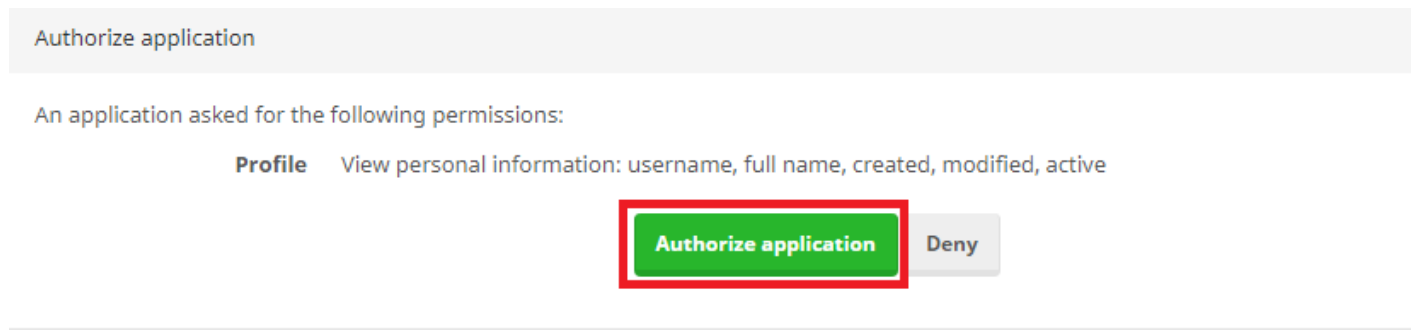 Authorize application
An application asked for the following permissions:
Profile View personal information: username, full name, created, modified, active
Authorize application Deny